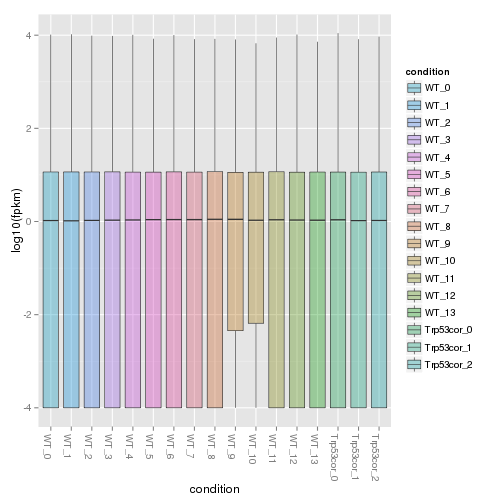 log10(fpkm)
4
2
0
-2
-4
WT_0
WT_1
WT_2
WT_3
WT_4
WT_5
WT_6
WT_7
WT_8
WT_9
WT_10
WT_11
WT_12
WT_13
Trp53cor_0
Trp53cor_1
Trp53cor_2
condition
condition
WT_0
WT_1
WT_2
WT_3
WT_4
WT_5
WT_6
WT_7
WT_8
WT_9
WT_10
WT_11
WT_12
WT_13
Trp53cor_0
Trp53cor_1
Trp53cor_2